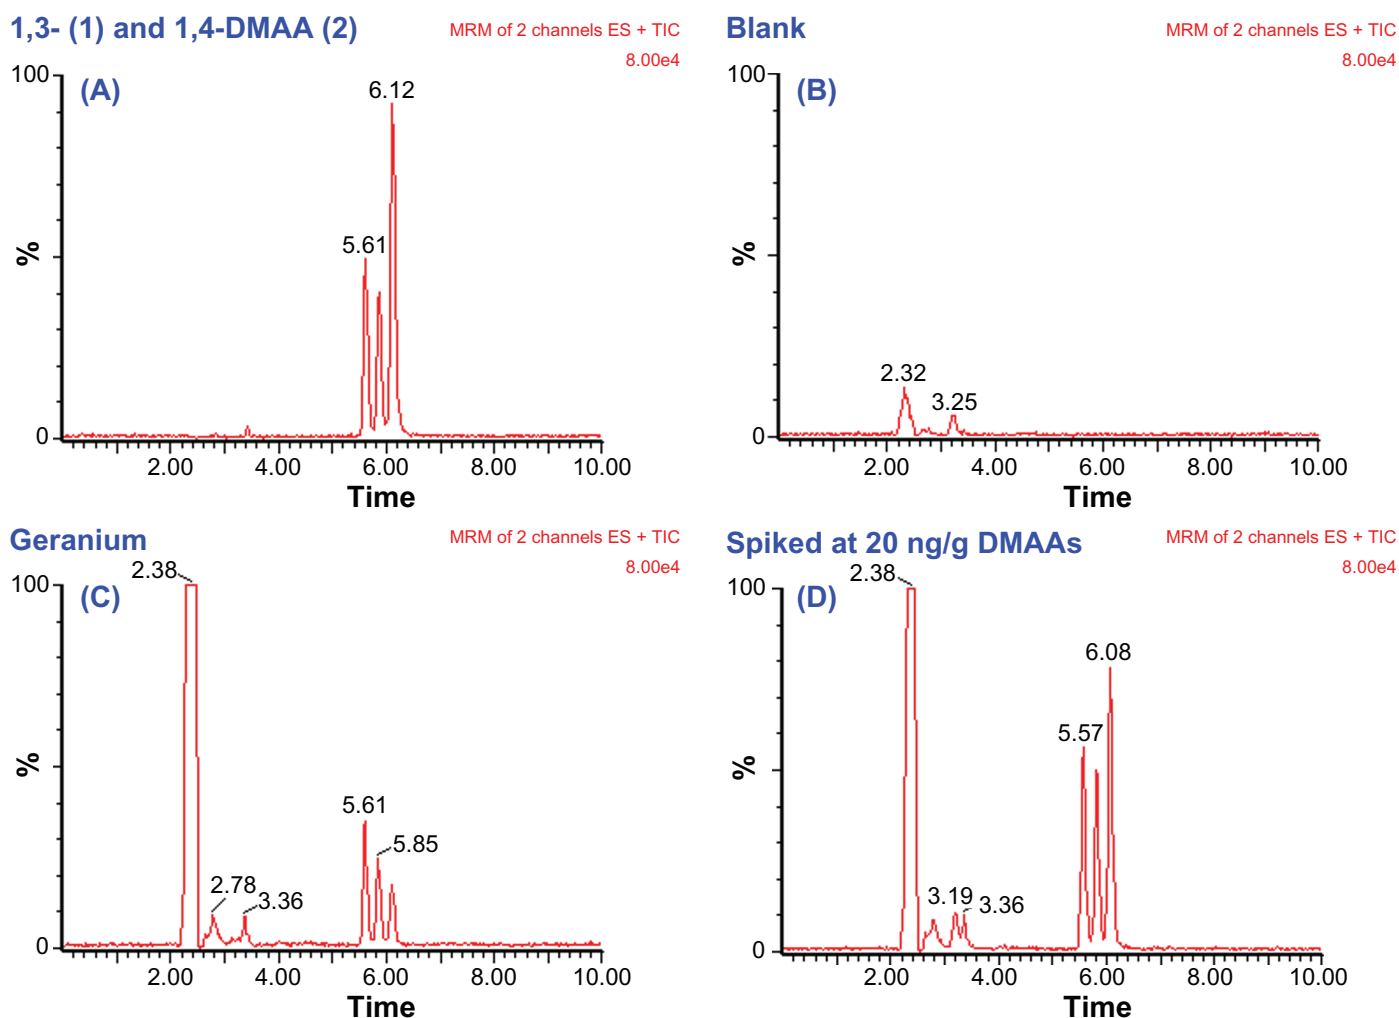 1,3- (1) and 1,4-DMAA (2)
MRM of 2 channels ES + TIC
8.00e4
100
(A)
6.12
5.61
%
0
2.00 4.00 6.00 8.00 10.00
Time
Blank
MRM of 2 channels ES + TIC
8.00e4
100
(B)
%
2.32
3.25
0
2.00 4.00 6.00 8.00 10.00
Time
Geranium
MRM of 2 channels ES + TIC
8.00e4
2.38
100
(C)
%
5.61
5.85
2.78
3.36
0
2.00 4.00 6.00 8.00 10.00
Time
Spiked at 20 ng/g DMAAs
MRM of 2 channels ES + TIC
8.00e4
2.38
100
(D)
6.08
5.57
%
3.19
3.36
0
2.00 4.00 6.00 8.00 10.00
Time